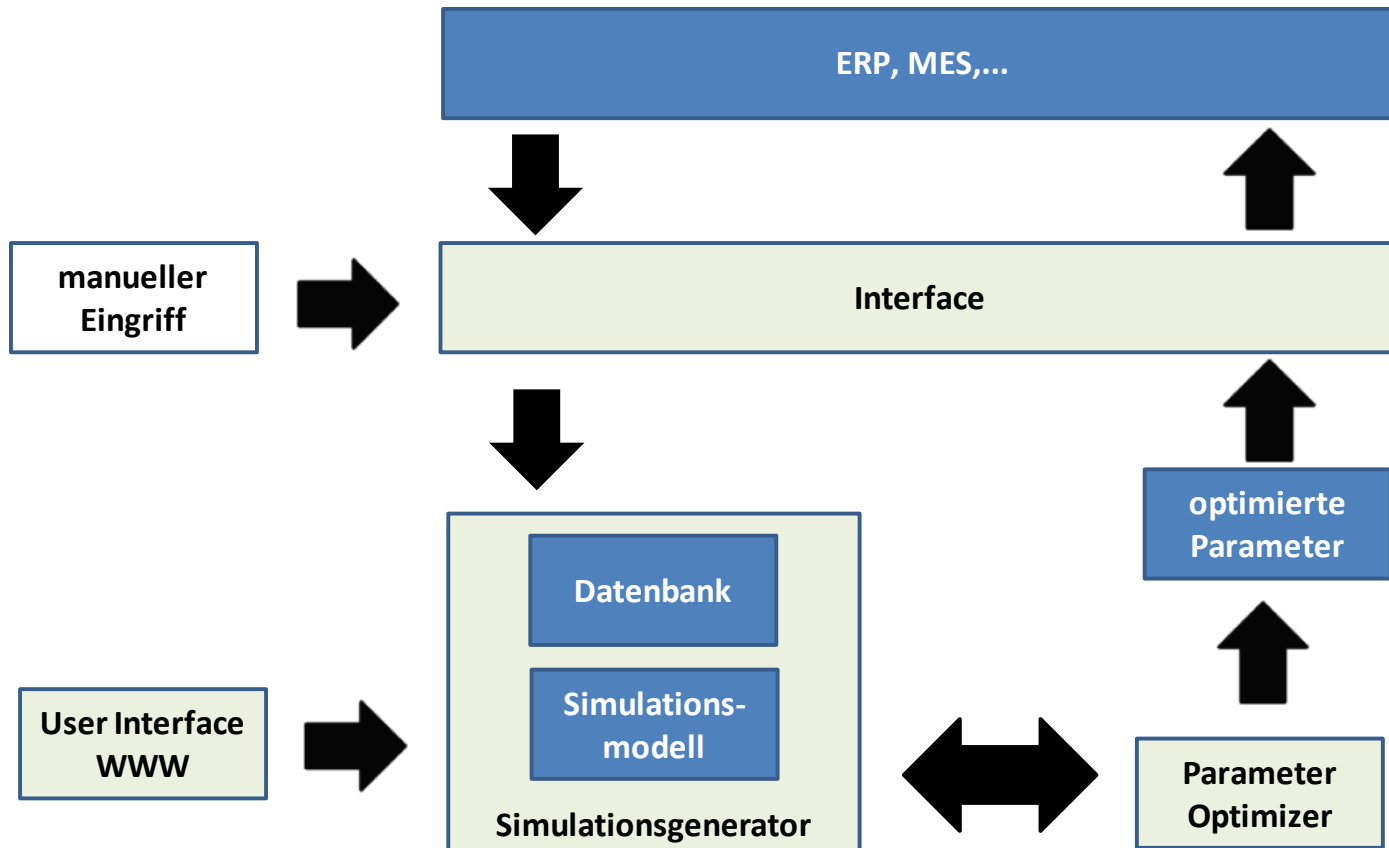 ERP, MES,...
manueller
Eingriff
Interface
optimierte
Parameter
Datenbank
Simulations-
modell
User Interface
WWW
Parameter
Optimizer
Simulationsgenerator